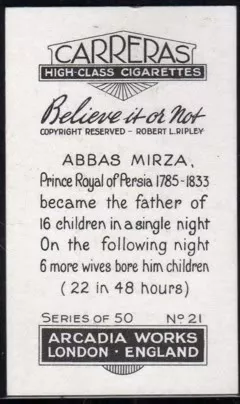 CARRERAS
HIGH-CLASS CIGARETTES
Believe it or Not
COPYRIGHT RESERVED - ROBERT L. RIPLEY
ABBAS MIRZA,
Prince Royal of Persia 1785-1833
became the father of
16 children in a single night
On the following night
6 more wives bore him children
(22 in 48 hours)
SERIES OF 50 No 21
ARCADIA WORKS
LONDON · ENGLAND